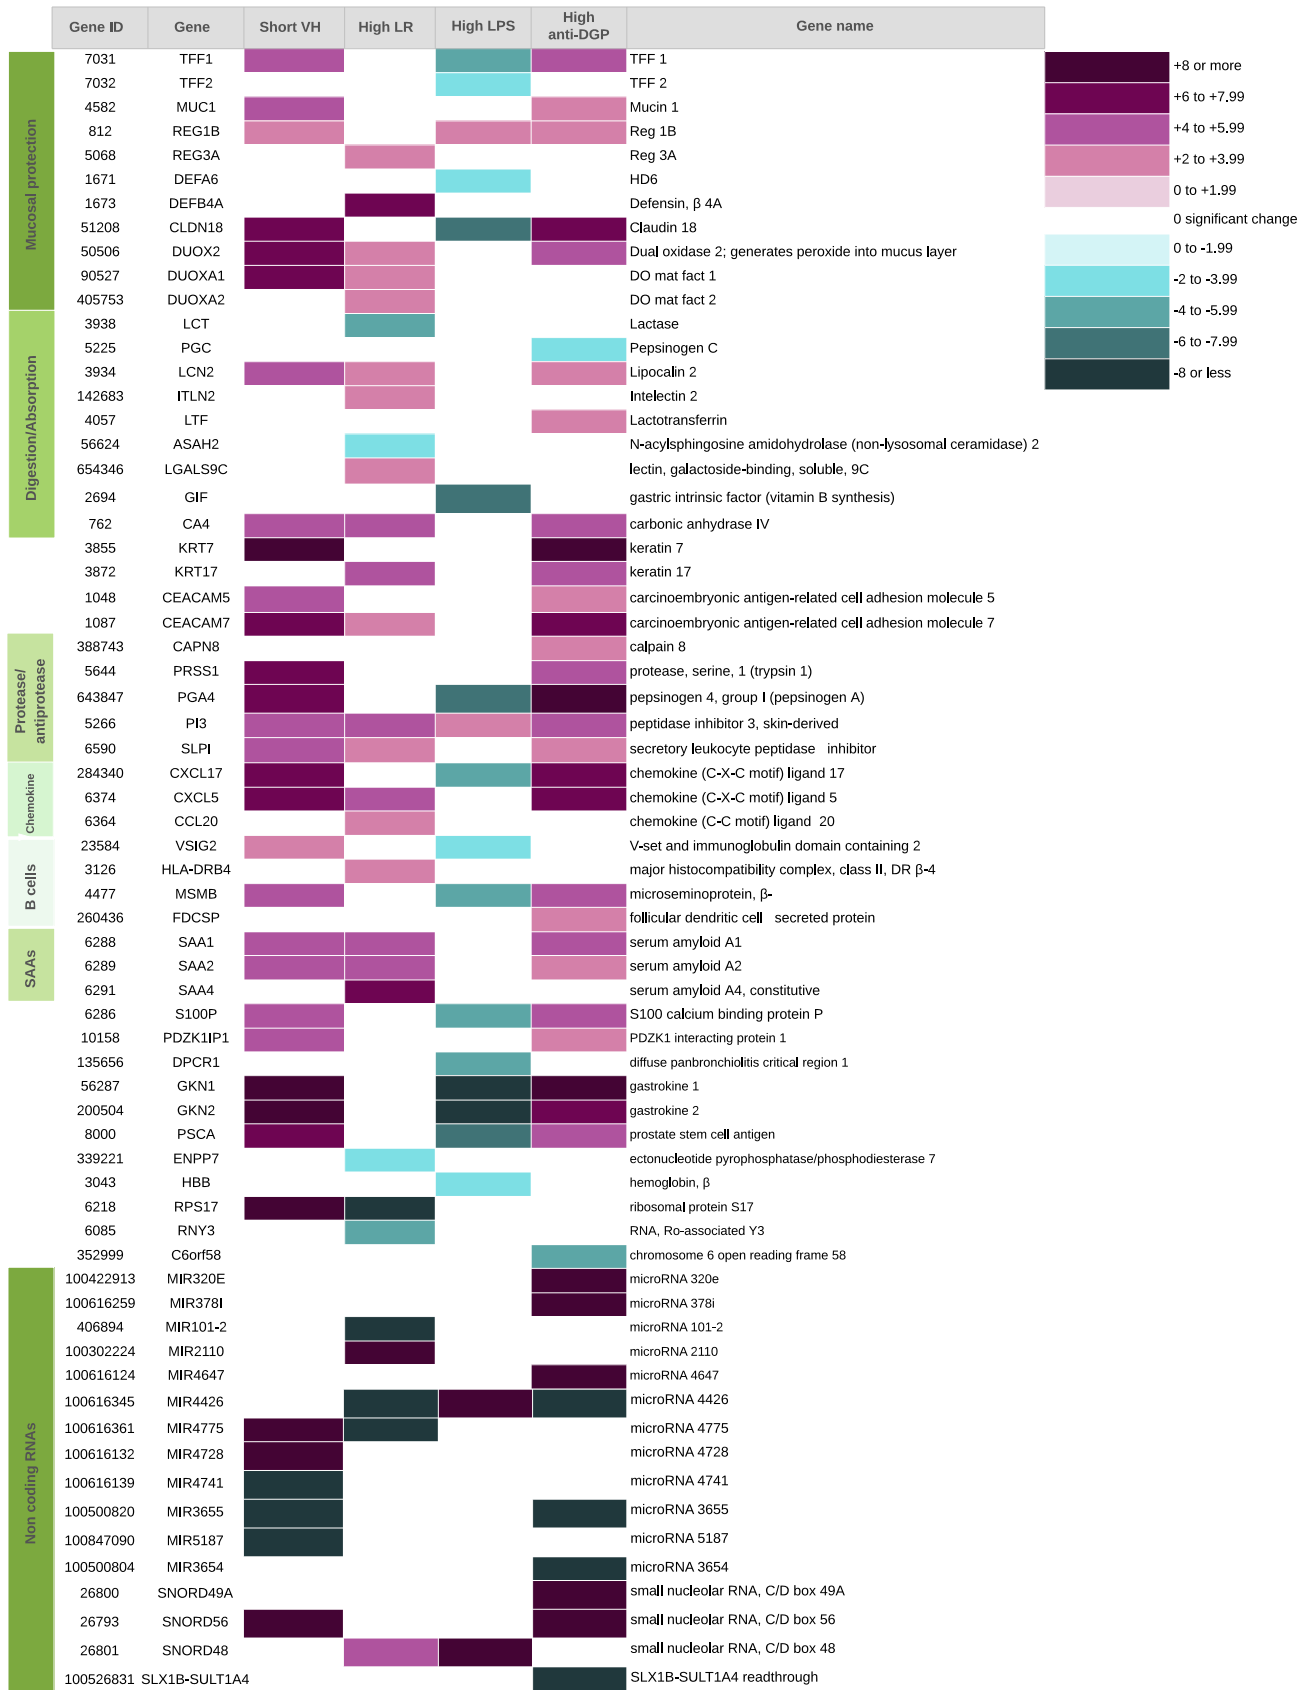 Gene ID Gene Short VH High LR High LPS High anti-DGP Gene name
Mucosal protection
7031 TFF1 TFF 1
7032 TFF2 TFF 2
4582 MUC1 Mucin 1
812 REG1B Reg 1B
5068 REG3A Reg 3A
1671 DEFA6 HD6
1673 DEFB4A Defensin, β 4A
51208 CLDN18 Claudin 18
50506 DUOX2 Dual oxidase 2; generates peroxide into mucus layer
90527 DUOXA1 DO mat fact 1
405753 DUOXA2 DO mat fact 2
Digestion/Absorption
3938 LCT Lactase
5225 PGC Pepsinogen C
3934 LCN2 Lipocalin 2
142683 ITLN2 Intelectin 2
4057 LTF Lactotransferrin
56624 ASAH2 N-acylsphingosine amidohydrolase (non-lysosomal ceramidase) 2
654346 LGALS9C lectin, galactoside-binding, soluble, 9C
2694 GIF gastric intrinsic factor (vitamin B synthesis)
762 CA4 carbonic anhydrase IV
3855 KRT7 keratin 7
3872 KRT17 keratin 17
1048 CEACAM5 carcinoembryonic antigen-related cell adhesion molecule 5
1087 CEACAM7 carcinoembryonic antigen-related cell adhesion molecule 7
Protease/
antiprotease
388743 CAPN8 calpain 8
5644 PRSS1 protease, serine, 1 (trypsin 1)
643847 PGA4 pepsinogen 4, group I (pepsinogen A)
5266 PI3 peptidase inhibitor 3, skin-derived
6590 SLPI secretory leukocyte peptidase inhibitor
Chemokine
284340 CXCL17 chemokine (C-X-C motif) ligand 17
6374 CXCL5 chemokine (C-X-C motif) ligand 5
6364 CCL20 chemokine (C-C motif) ligand 20
B cells
23584 VSIG2 V-set and immunoglobulin domain containing 2
3126 HLA-DRB4 major histocompatibility complex, class II, DR β-4
4477 MSMB microseminoprotein, β-
260436 FDCSP follicular dendritic cell secreted protein
SAAs
6288 SAA1 serum amyloid A1
6289 SAA2 serum amyloid A2
6291 SAA4 serum amyloid A4, constitutive
6286 S100P S100 calcium binding protein P
10158 PDZK1IP1 PDZK1 interacting protein 1
135656 DPCR1 diffuse panbronchiolitis critical region 1
56287 GKN1 gastrokine 1
200504 GKN2 gastrokine 2
8000 PSCA prostate stem cell antigen
339221 ENPP7 ectonucleotide pyrophosphatase/phosphodiesterase 7
3043 HBB hemoglobin, β
6218 RPS17 ribosomal protein S17
6085 RNY3 RNA, Ro-associated Y3
352999 C6orf58 chromosome 6 open reading frame 58
Non coding RNAs
100422913 MIR320E microRNA 320e
100616259 MIR378I microRNA 378i
406894 MIR101-2 microRNA 101-2
100302224 MIR2110 microRNA 2110
100616124 MIR4647 microRNA 4647
100616345 MIR4426 microRNA 4426
100616361 MIR4775 microRNA 4775
100616132 MIR4728 microRNA 4728
100616139 MIR4741 microRNA 4741
100500820 MIR3655 microRNA 3655
100847090 MIR5187 microRNA 5187
100500804 MIR3654 microRNA 3654
26800 SNORD49A small nucleolar RNA, C/D box 49A
26793 SNORD56 small nucleolar RNA, C/D box 56
26801 SNORD48 small nucleolar RNA, C/D box 48
100526831 SLX1B-SULT1A4 SLX1B-SULT1A4 readthrough
+8 or more
+6 to +7.99
+4 to +5.99
+2 to +3.99
0 to +1.99
0 significant change
0 to -1.99
-2 to -3.99
-4 to -5.99
-6 to -7.99
-8 or less